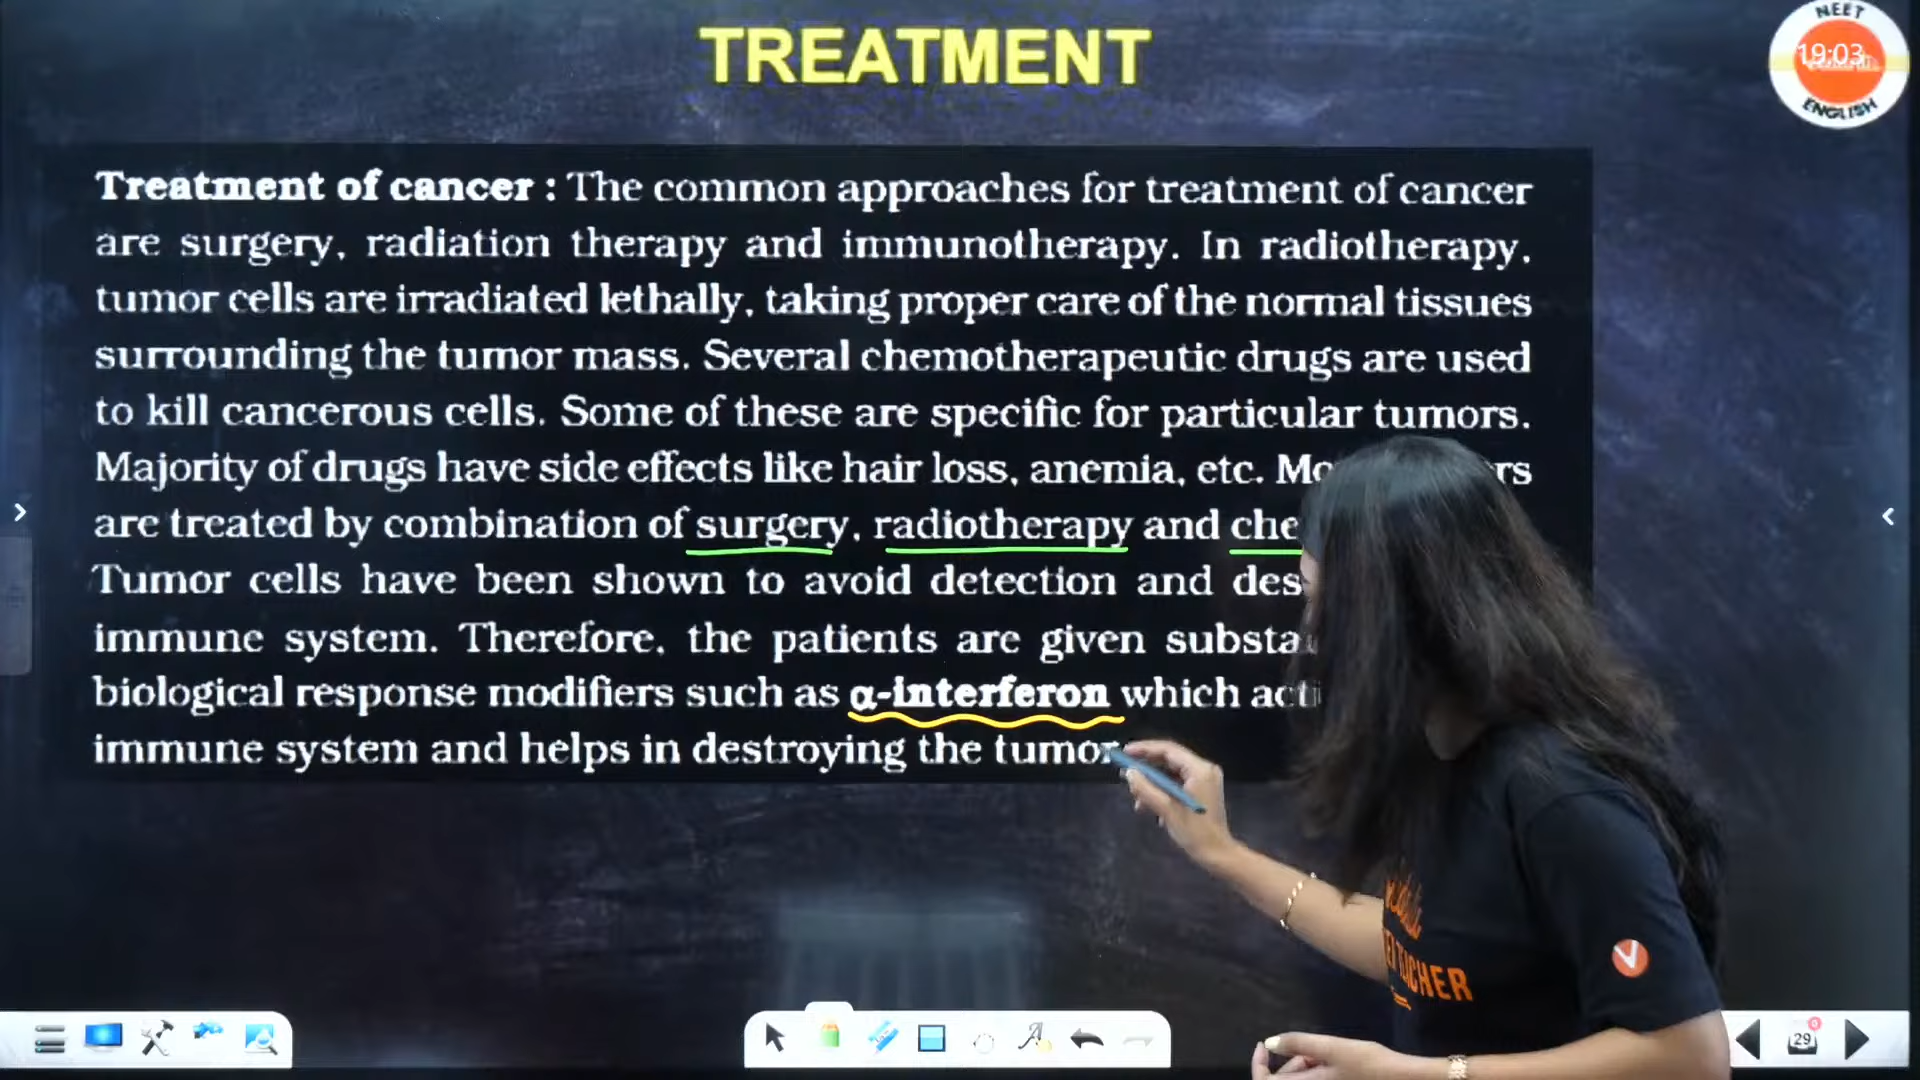 TREATMENT
NEET
19:03
ENGLISH
Treatment of cancer : The common approaches for treatment of cancer
are surgery, radiation therapy and immunotherapy. In radiotherapy,
tumor cells are irradiated lethally, taking proper care of the normal tissues
surrounding the tumor mass. Several chemotherapeutic drugs are used
to kill cancerous cells. Some of these are specific for particular tumors.
Majority of drugs have side effects like hair loss, anemia, etc.
are treated by combination of surgery, radiotherapy and
Tumor cells have been shown to avoid detection and
immune system. Therefore, the patients are given
biological response modifiers such as α-interferon which
immune system and helps in destroying the tumor
29